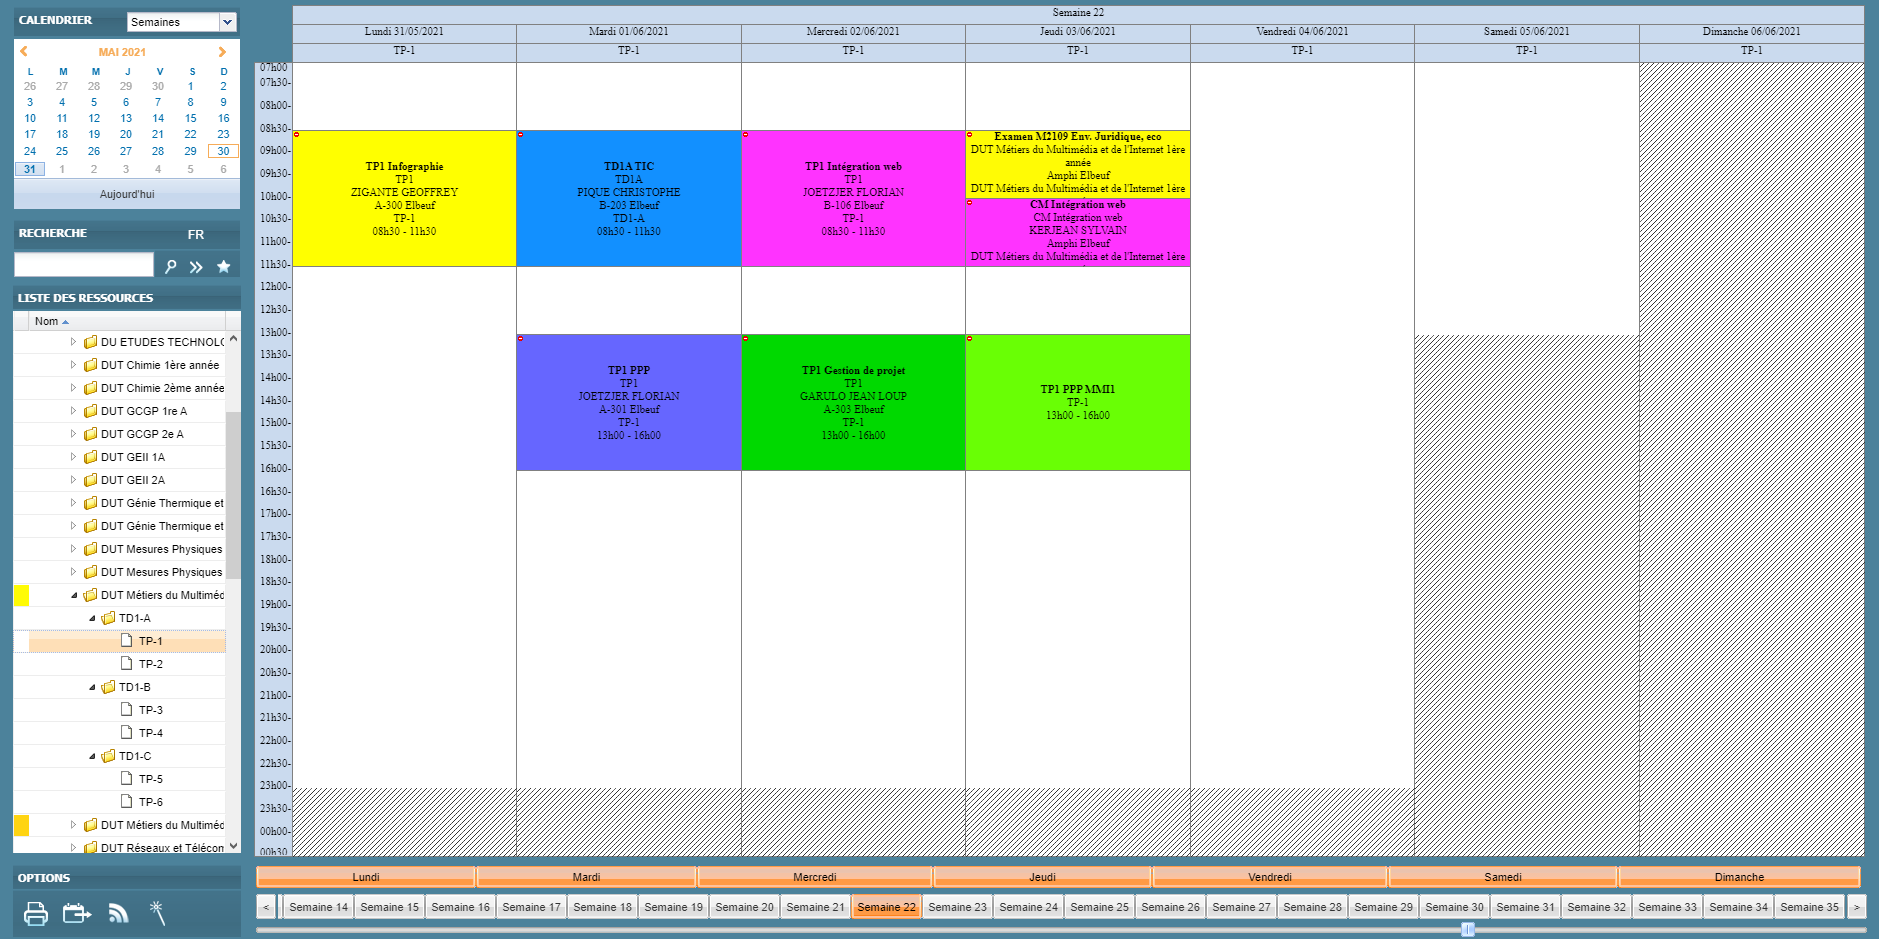 CALENDRIER
Semaines
MAI 2021
L M M J V S D
26 27 28 29 30 1 2
3 4 5 6 7 8 9
10 11 12 13 14 15 16
17 18 19 20 21 22 23
24 25 26 27 28 29 30
31 1 2 3 4 5 6
Aujourd'hui
RECHERCHE FR
LISTE DES RESSOURCES
Nom
DU ETUDES TECHNOLO
DUT Chimie 1ère année
DUT Chimie 2ème année
DUT GCGP 1re A
DUT GCGP 2e A
DUT GEII 1A
DUT GEII 2A
DUT Génie Thermique et
DUT Génie Thermique et
DUT Mesures Physiques
DUT Mesures Physiques
DUT Métiers du Multiméd
TD1-A
TP-1
TP-2
TD1-B
TP-3
TP-4
TD1-C
TP-5
TP-6
DUT Métiers du Multiméd
DUT Réseaux et Télécom
OPTIONS
Semaine 22
Lundi 31/05/2021 Mardi 01/06/2021 Mercredi 02/06/2021 Jeudi 03/06/2021 Vendredi 04/06/2021 Samedi 05/06/2021 Dimanche 06/06/2021
TP-1 TP-1 TP-1 TP-1 TP-1 TP-1 TP-1
07h00
07h30-
08h00-
08h30-
09h00-
09h30-
10h00-
10h30-
11h00-
11h30-
12h00-
12h30-
13h00-
13h30-
14h00-
14h30-
15h00-
15h30-
16h00-
16h30-
17h00-
17h30-
18h00-
18h30-
19h00-
19h30-
20h00-
20h30-
21h00-
21h30-
22h00-
22h30-
23h00-
23h30-
00h00-
00h30
TP1 Infographie
TP1
ZIGANTE GEOFFREY
A-300 Elbeuf
TP-1
08h30 - 11h30
TD1A TIC
TD1A
PIQUE CHRISTOPHE
B-203 Elbeuf
TD1-A
08h30 - 11h30
TP1 PPP
TP1
JOETZJER FLORIAN
A-301 Elbeuf
TP-1
13h00 - 16h00
TP1 Intégration web
TP1
JOETZJER FLORIAN
B-106 Elbeuf
TP-1
08h30 - 11h30
TP1 Gestion de projet
TP1
GARULO JEAN LOUP
A-303 Elbeuf
TP-1
13h00 - 16h00
Examen M2109 Env. Juridique, eco
DUT Métiers du Multimédia et de l'Internet 1ère
année
Amphi Elbeuf
DUT Métiers du Multimédia et de l'Internet 1ère
CM Intégration web
CM Intégration web
KERJEAN SYLVAIN
Amphi Elbeuf
DUT Métiers du Multimédia et de l'Internet 1ère
TP1 PPP MMI1
TP-1
13h00 - 16h00
Lundi Mardi Mercredi Jeudi Vendredi Samedi Dimanche
< Semaine 14 Semaine 15 Semaine 16 Semaine 17 Semaine 18 Semaine 19 Semaine 20 Semaine 21 Semaine 22 Semaine 23 Semaine 24 Semaine 25 Semaine 26 Semaine 27 Semaine 28 Semaine 29 Semaine 30 Semaine 31 Semaine 32 Semaine 33 Semaine 34 Semaine 35 >